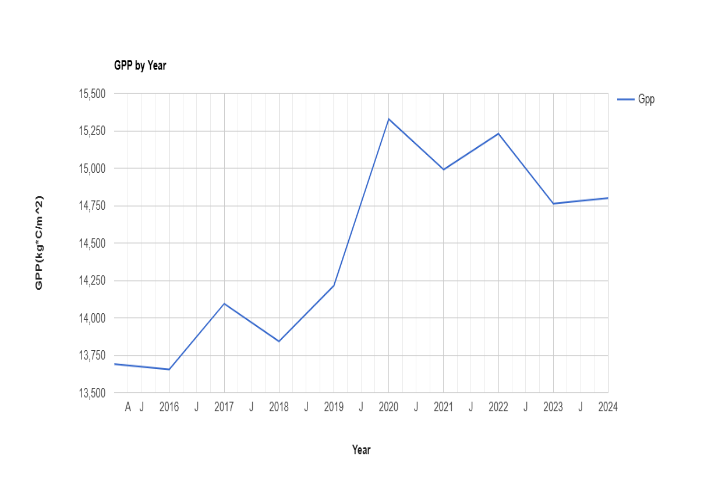 GPP by Year
15,500
15,250
15,000
14,750
14,500
14,250
14,000
13,750
13,500
GPP(kg*C/m^2)
A J 2016 J 2017 J 2018 J 2019 J 2020 J 2021 J 2022 J 2023 J 2024
Year
Gpp